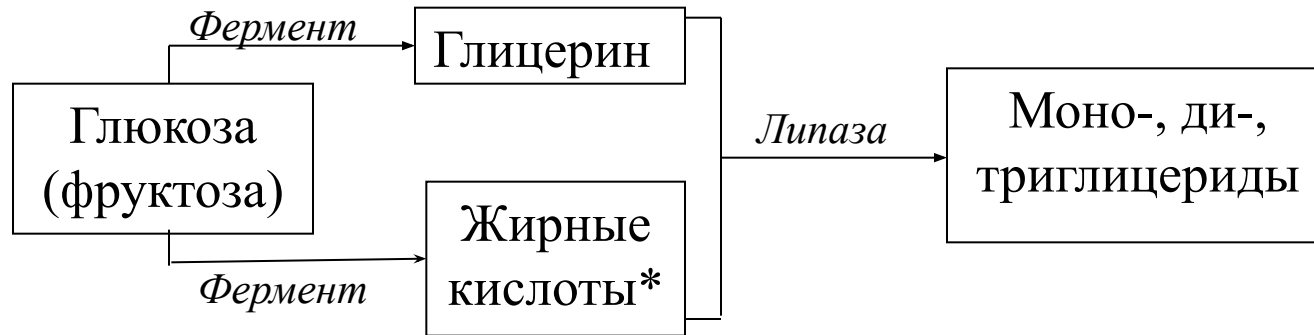 Фермент
Глицерин
Глюкоза
(фруктоза)
Липаза
Моно-, ди-,
триглицериды
Жирные
кислоты*
Фермент